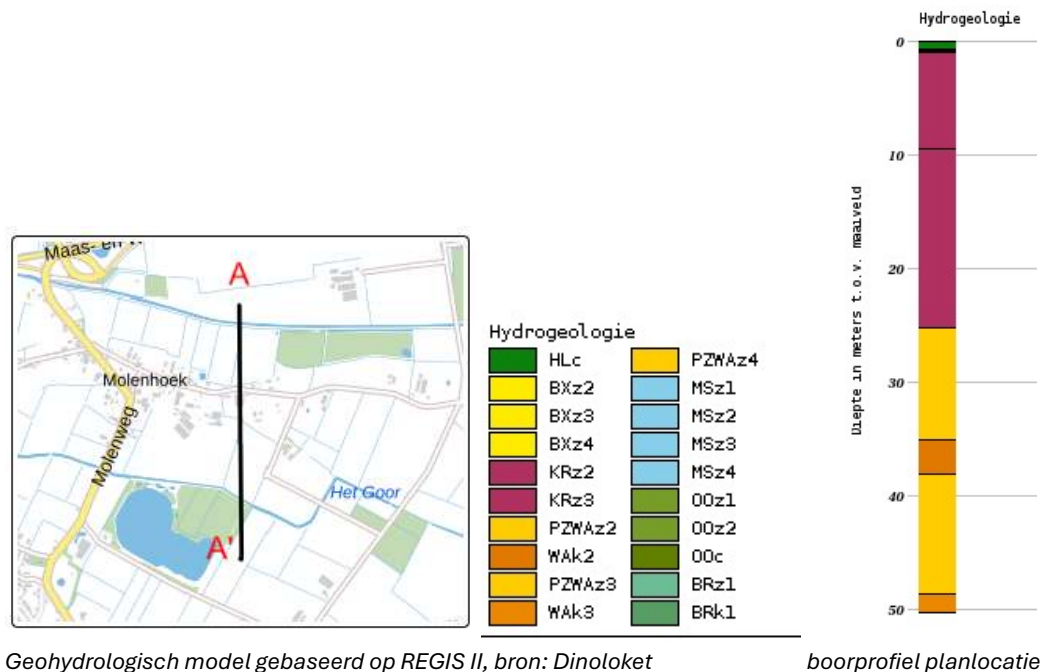 Hydrogeologie
0
10
20
30
40
50
Diepte in meters t.o.v. maaiveld
Maas- en
A
Molenhoek
Molenweg
Het Goor
A'
Hydrogeologie
HLc PZWAz4
BXz2 MSz1
BXz3 MSz2
BXz4 MSz3
KRz2 MSz4
KRz3 OOz1
PZWAz2 OOz2
WAk2 OOc
PZWAz3 BRz1
WAk3 BRk1
Geohydrologisch model gebaseerd op REGIS II, bron: Dinoloket boorprofiel planlocatie